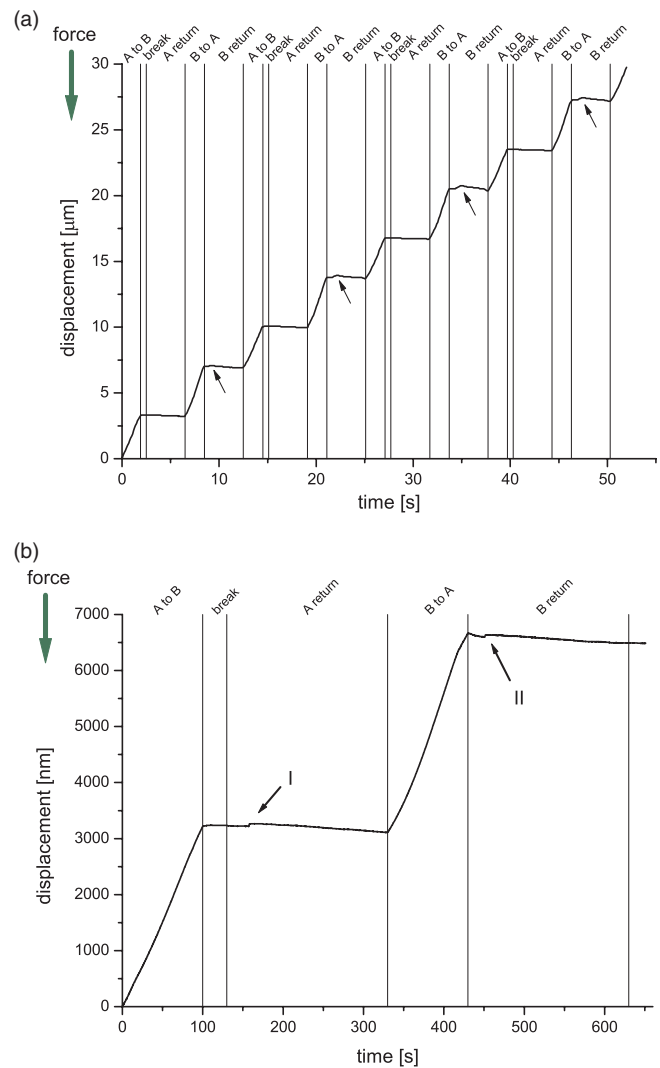 (a)
force
A to B break A return B to A B return A to B break A return B to A B return A to B break A return B to A B return A to B break A return B to A B return
30
25
20
15
10
5
0
displacement [μm]
0 10 20 30 40 50
time [s]
(b)
force
A to B break A return B to A B return
7000
6000
5000
4000
3000
2000
1000
0
displacement [nm]
I
II
0 100 200 300 400 500 600
time [s]